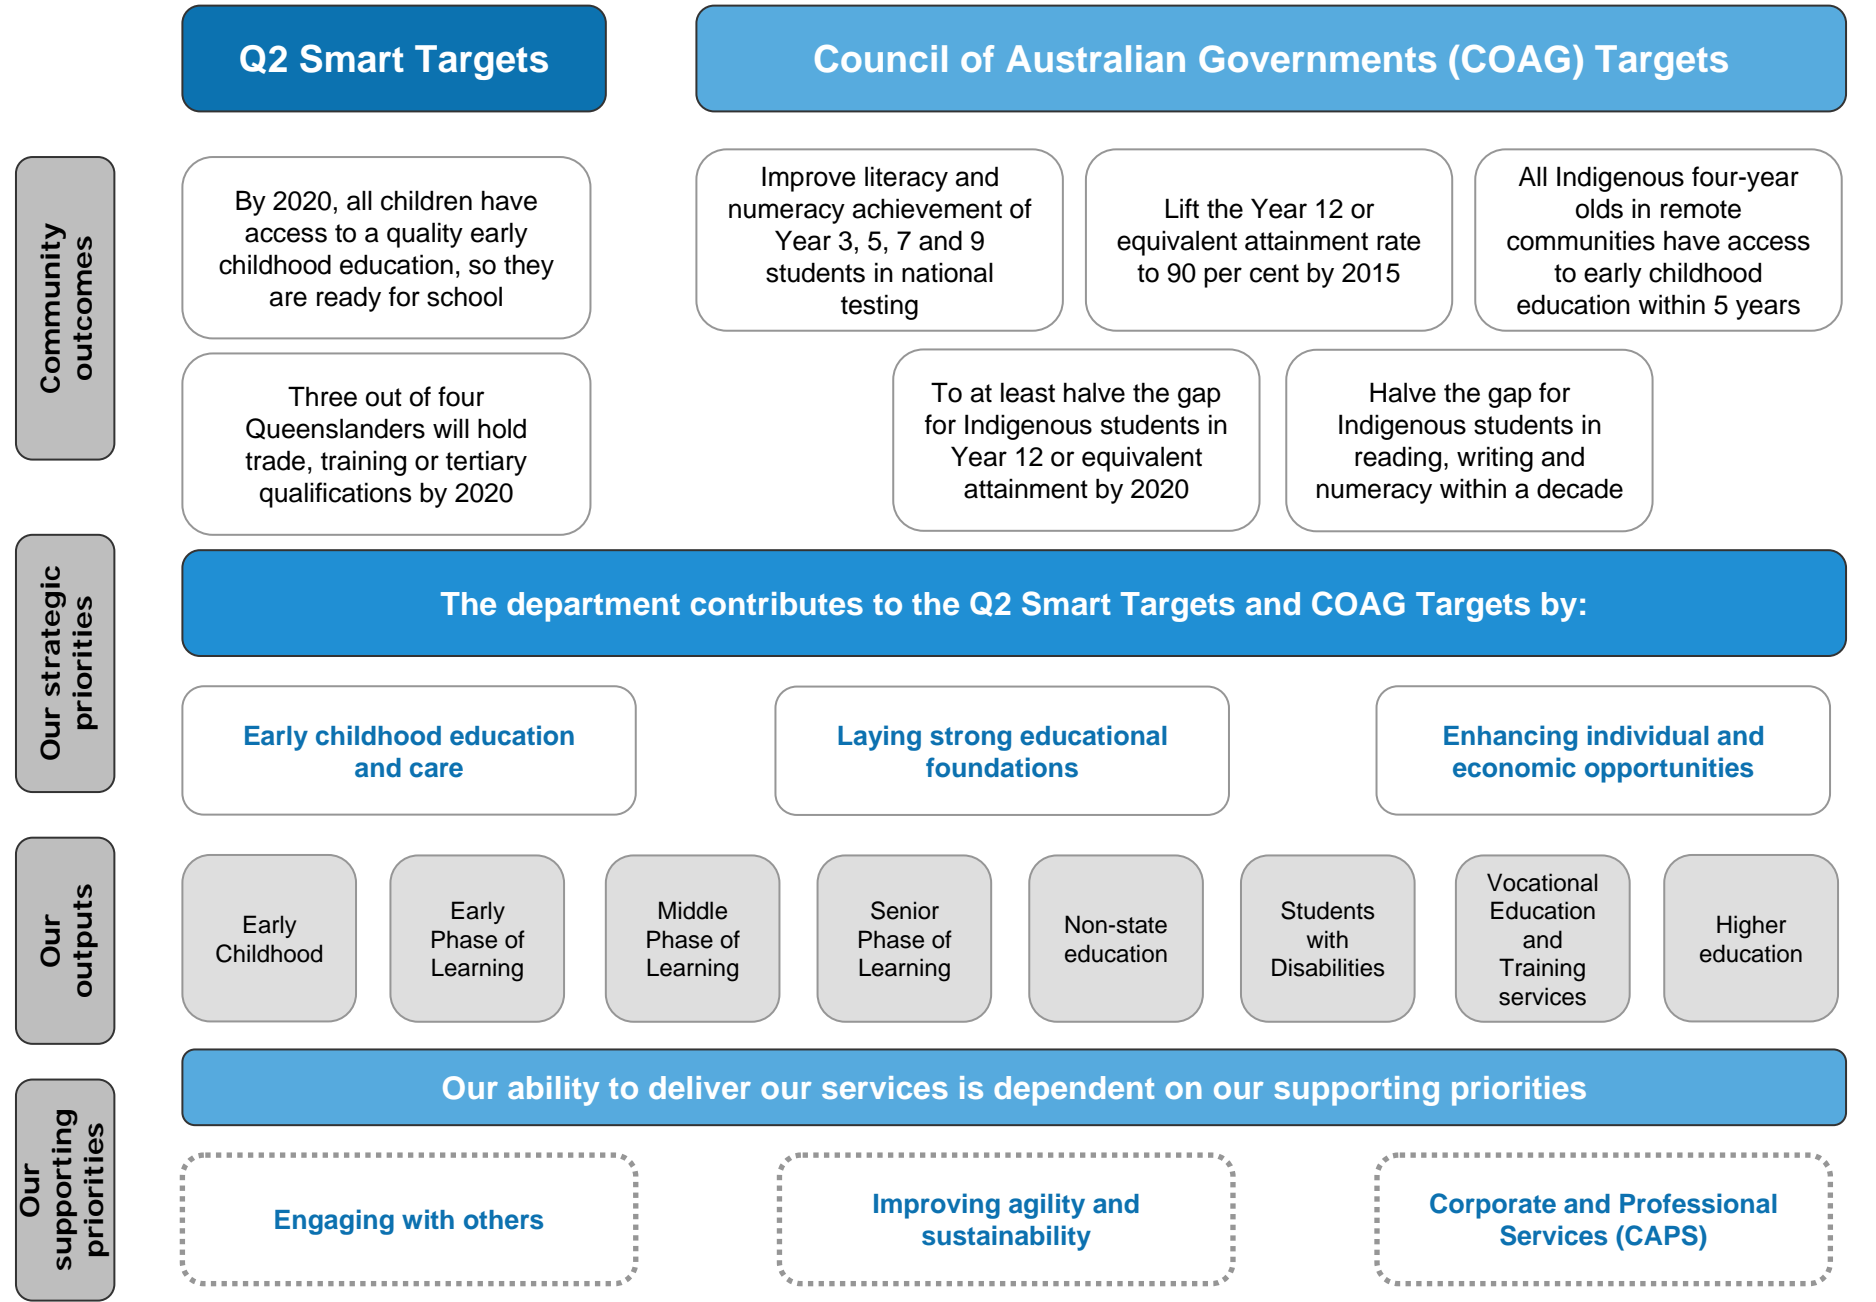 Q2 Smart Targets
Council of Australian Governments (COAG) Targets
Community
outcomes
By 2020, all children have
access to a quality early
childhood education, so they
are ready for school
Improve literacy and
numeracy achievement of
Year 3, 5, 7 and 9
students in national
testing
Lift the Year 12 or
equivalent attainment rate
to 90 per cent by 2015
All Indigenous four-year
olds in remote
communities have access
to early childhood
education within 5 years
Three out of four
Queenslanders will hold
trade, training or tertiary
qualifications by 2020
To at least halve the gap
for Indigenous students in
Year 12 or equivalent
attainment by 2020
Halve the gap for
Indigenous students in
reading, writing and
numeracy within a decade
Our strategic
priorities
The department contributes to the Q2 Smart Targets and COAG Targets by:
Early childhood education
and care
Laying strong educational
foundations
Enhancing individual and
economic opportunities
Our
outputs
Early
Childhood
Early
Phase of
Learning
Middle
Phase of
Learning
Senior
Phase of
Learning
Non-state
education
Students
with
Disabilities
Vocational
Education
and
Training
services
Higher
education
Our
supporting
priorities
Our ability to deliver our services is dependent on our supporting priorities
Engaging with others
Improving agility and
sustainability
Corporate and Professional
Services (CAPS)